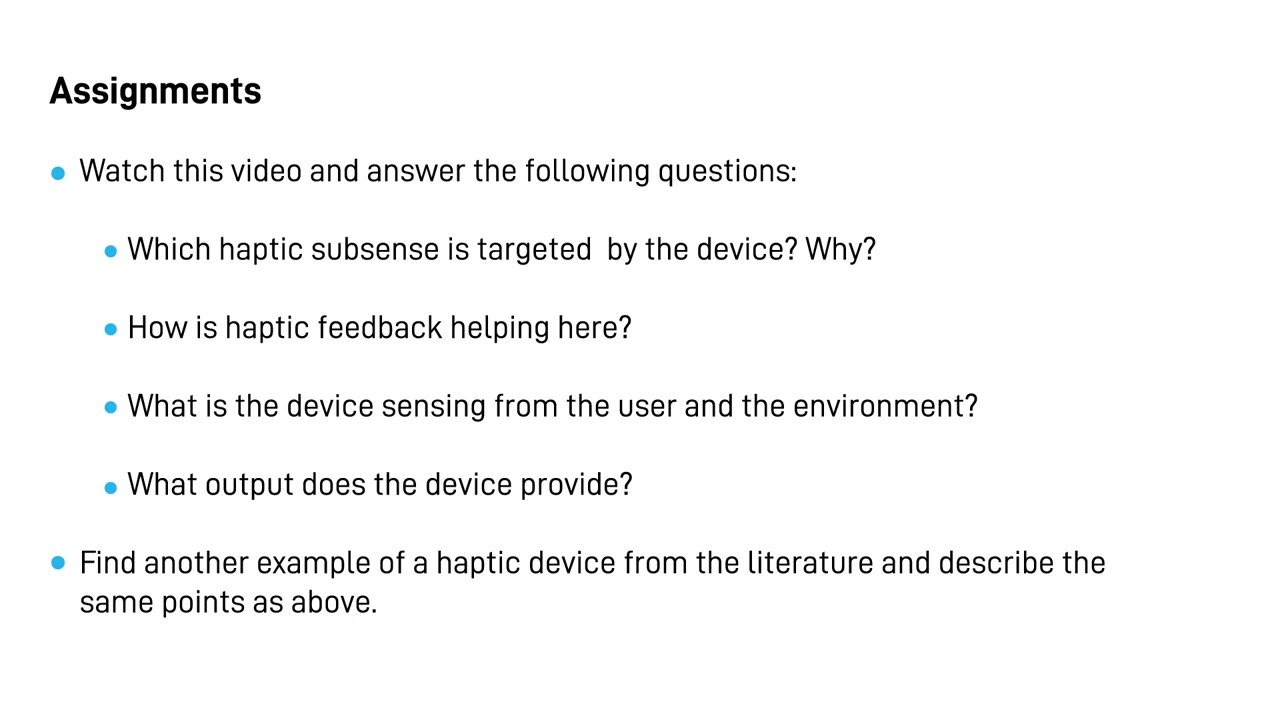 Assignments
Watch this video and answer the following questions:
Which haptic subsense is targeted  by the device? Why?
How is haptic feedback helping here?
What is the device sensing from the user and the environment?
What output does the device provide?
Find another example of a haptic device from the literature and describe the
same points as above.